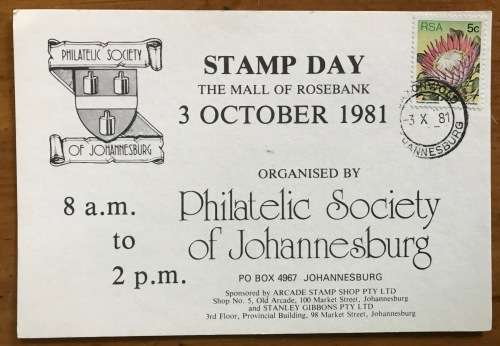 PHILATELIC SOCIETY
OF JOHANNESBURG
STAMP DAY
THE MALL OF ROSEBANK
3 OCTOBER 1981
RSA 5c
-3 X 81
JOHANNESBURG
ORGANISED BY
8 a.m.
to
2 p.m.
Philatelic Society
of Johannesburg
PO BOX 4967 JOHANNESBURG
Sponsored by ARCADE STAMP SHOP PTY LTD
Shop No. 5, Old Arcade, 100 Market Street, Johannesburg
and STANLEY GIBBONS PTY LTD
3rd Floor, Provincial Building, 98 Market Street, Johannesburg